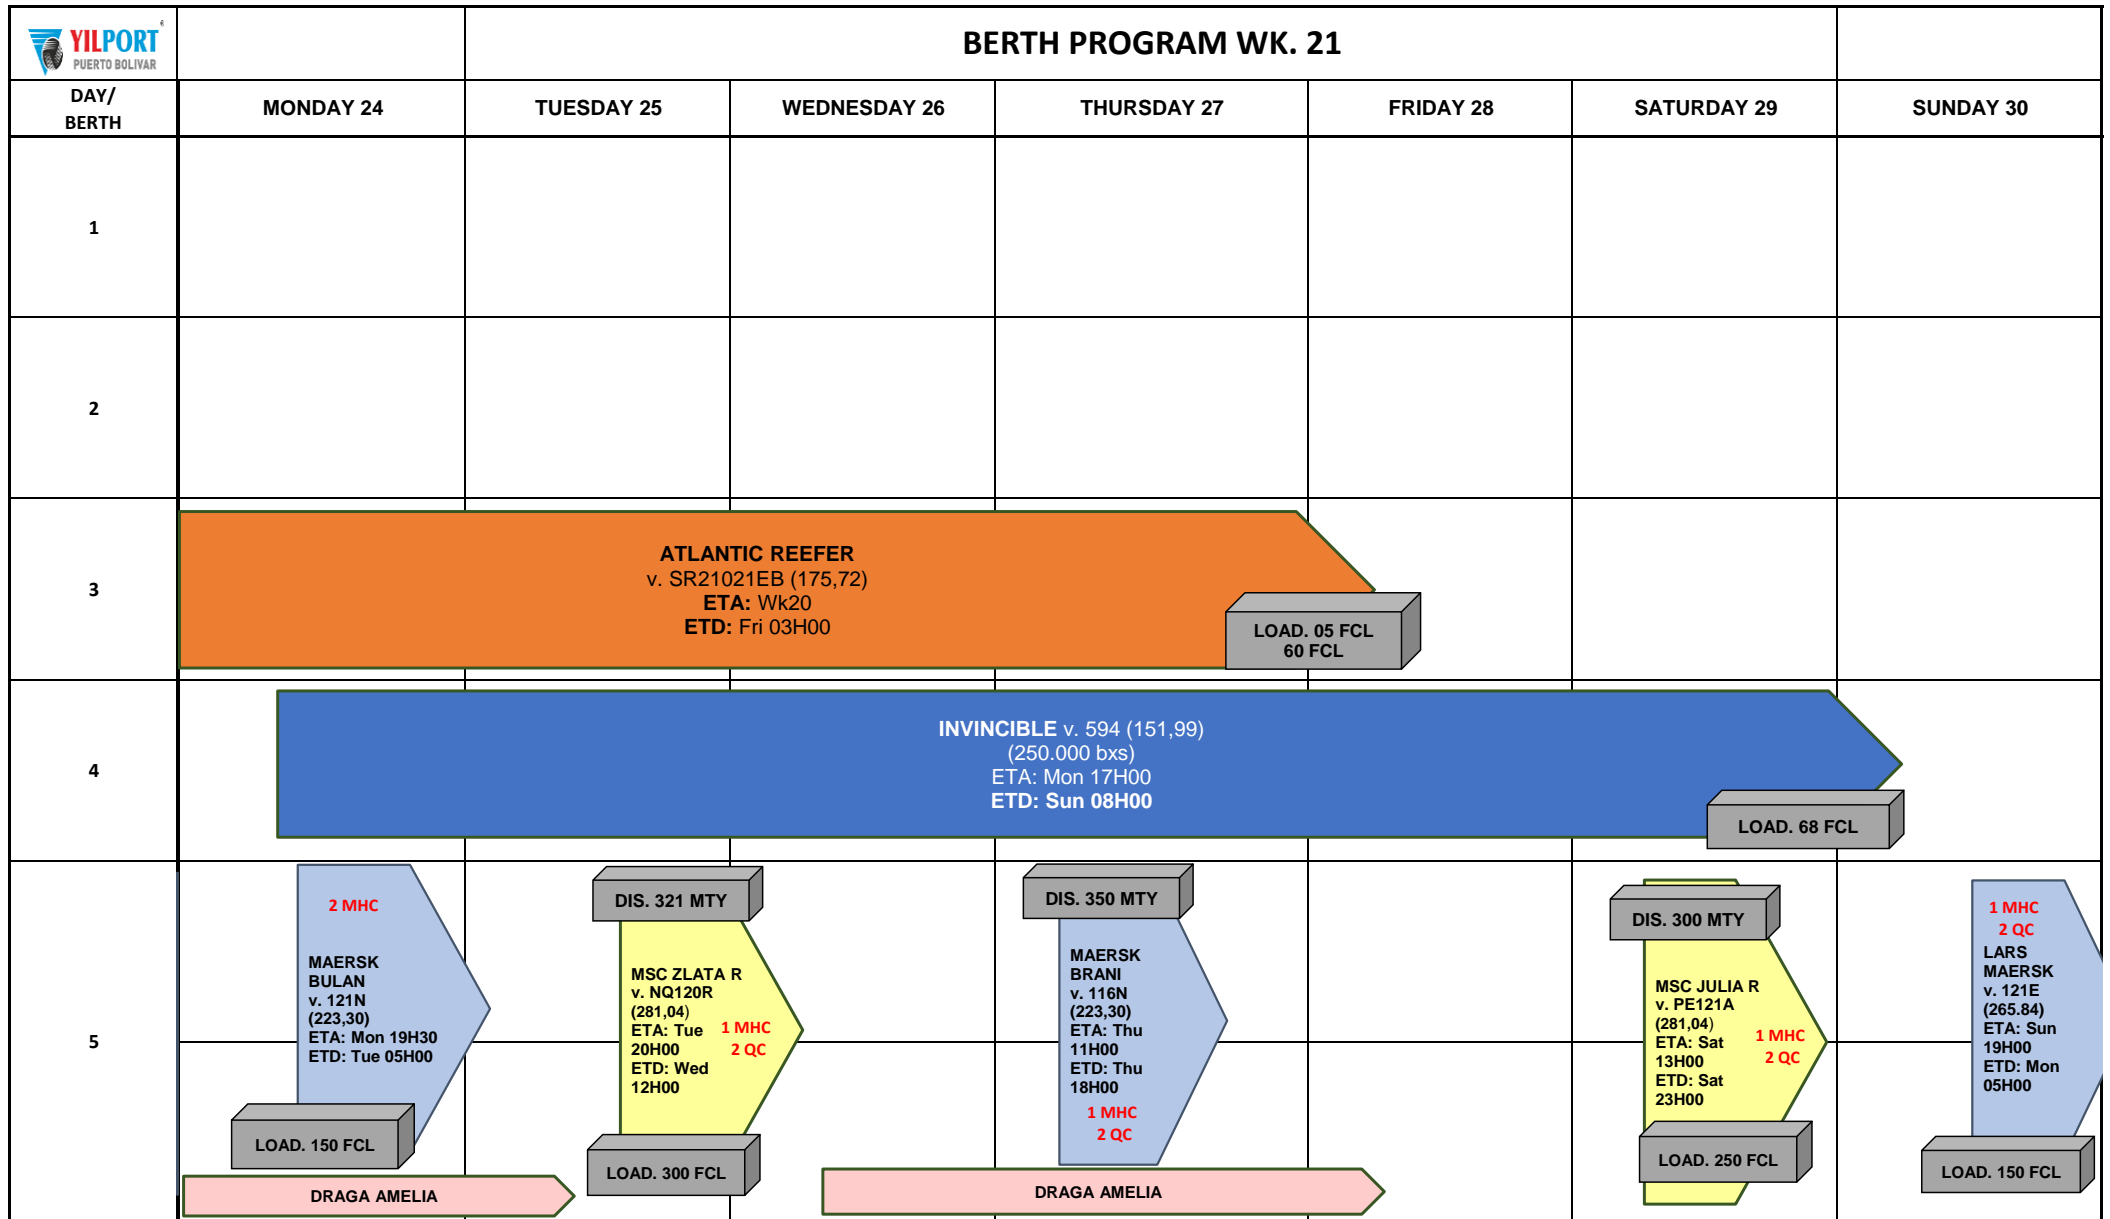 YILPORT
PUERTO BOLIVAR
BERTH PROGRAM WK. 21
DAY/
BERTH
MONDAY 24
TUESDAY 25
WEDNESDAY 26
THURSDAY 27
FRIDAY 28
SATURDAY 29
SUNDAY 30
1
2
3
ATLANTIC REEFER
v. SR21021EB (175,72)
ETA: Wk20
ETD: Fri 03H00
LOAD. 05 FCL
60 FCL
4
INVINCIBLE v. 594 (151,99)
(250.000 bxs)
ETA: Mon 17H00
ETD: Sun 08H00
LOAD. 68 FCL
5
2 MHC
MAERSK
BULAN
v. 121N
(223,30)
ETA: Mon 19H30
ETD: Tue 05H00
LOAD. 150 FCL
DIS. 321 MTY
MSC ZLATA R
v. NQ120R
(281,04)
ETA: Tue
20H00
ETD: Wed
12H00
1 MHC
2 QC
LOAD. 300 FCL
DIS. 350 MTY
MAERSK
BRANI
v. 116N
(223,30)
ETA: Thu
11H00
ETD: Thu
18H00
1 MHC
2 QC
DIS. 300 MTY
MSC JULIA R
v. PE121A
(281,04)
ETA: Sat
13H00
ETD: Sat
23H00
1 MHC
2 QC
LOAD. 250 FCL
1 MHC
2 QC
LARS
MAERSK
v. 121E
(265.84)
ETA: Sun
19H00
ETD: Mon
05H00
LOAD. 150 FCL
DRAGA AMELIA
DRAGA AMELIA